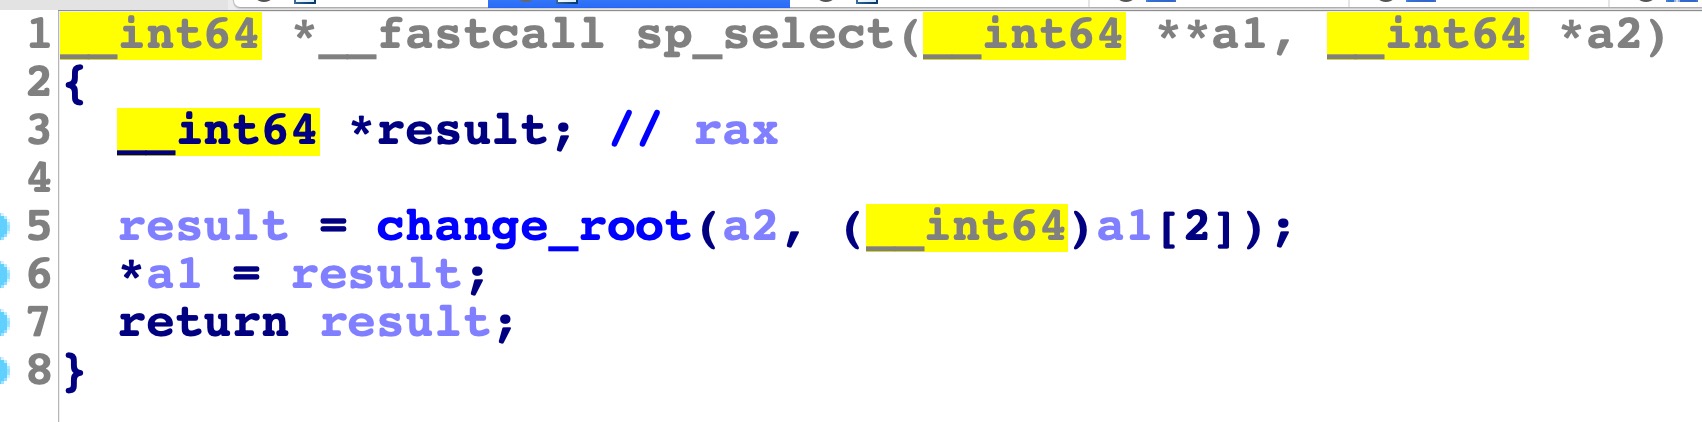 1 __int64 *__fastcall sp_select(__int64 **a1, __int64 *a2)
2 {
3 __int64 *result; // rax
4
5 result = change_root(a2, (__int64)a1[2]);
6 *a1 = result;
7 return result;
8 }